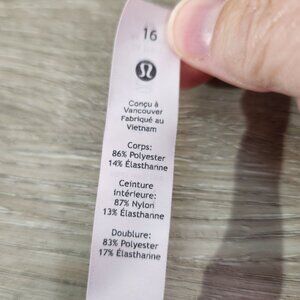 16
Conçu à
Vancouver
Fabriqué au
Vietnam
Corps:
86% Polyester
14% Élasthanne
Ceinture
intérieure:
87% Nylon
13% Élasthanne
Doublure:
83% Polyester
17% Élasthanne